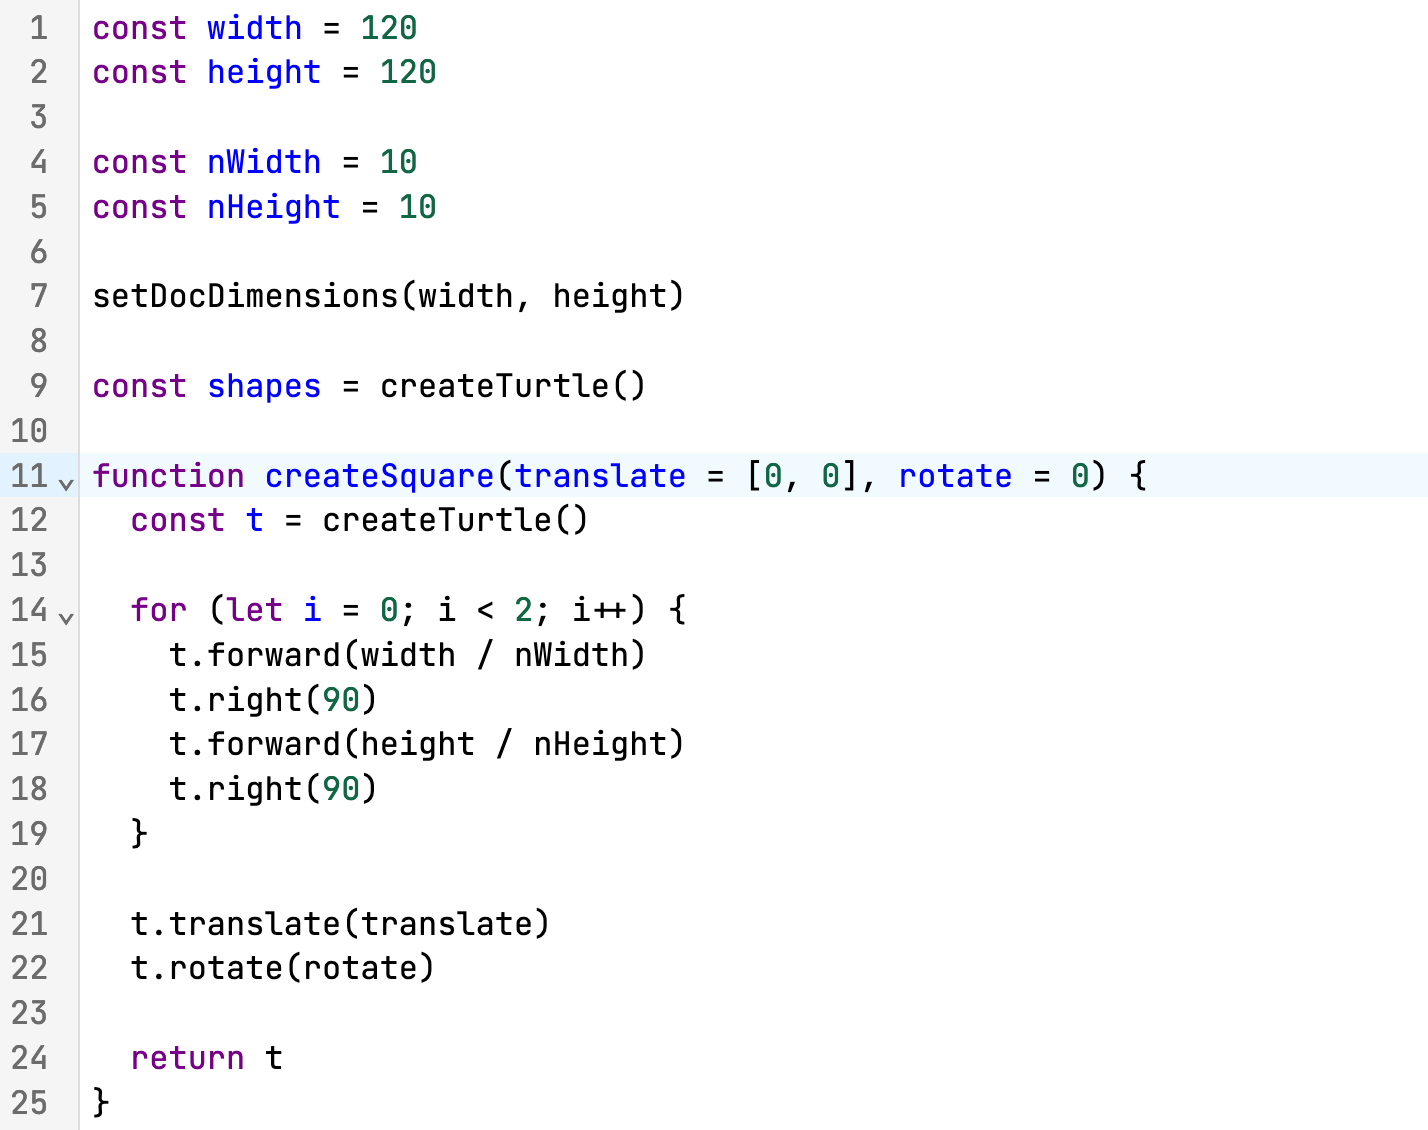 1 const width = 120
2 const height = 120
3
4 const nWidth = 10
5 const nHeight = 10
6
7 setDocDimensions(width, height)
8
9 const shapes = createTurtle()
10
11 function createSquare(translate = [0, 0], rotate = 0) {
12   const t = createTurtle()
13
14   for (let i = 0; i < 2; i++) {
15     t.forward(width / nWidth)
16     t.right(90)
17     t.forward(height / nHeight)
18     t.right(90)
19   }
20
21   t.translate(translate)
22   t.rotate(rotate)
23
24   return t
25 }